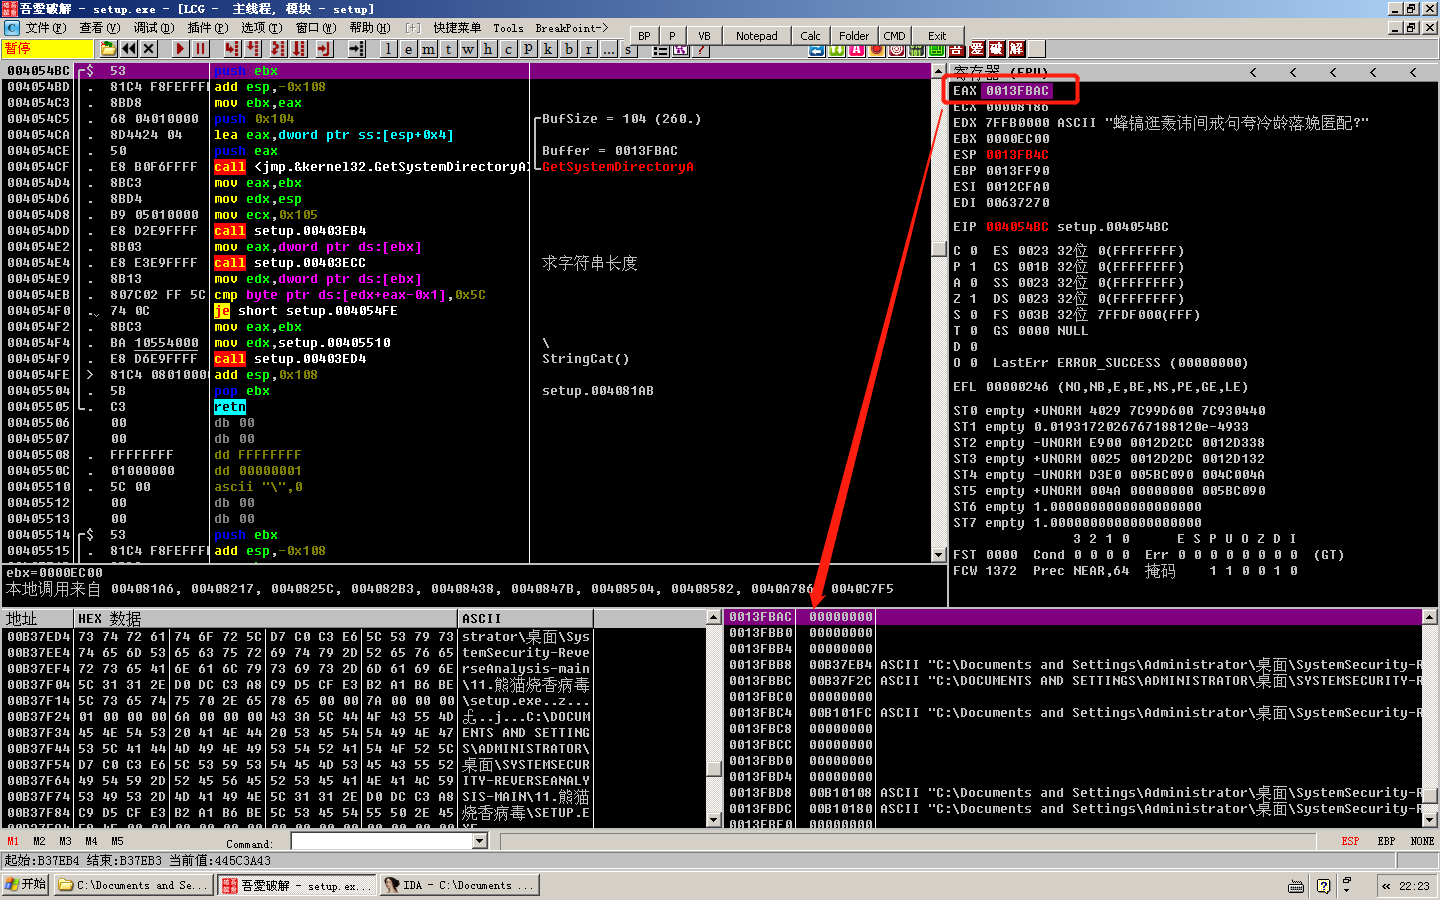 吾爱破解 - setup.exe - [LCG - 主线程, 模块 - setup]
文件(F) 查看(V) 调试(D) 插件(P) 选项(T) 窗口(W) 帮助(H) [+] 快捷菜单 Tools BreakPoint->
BP P VB Notepad Calc Folder CMD Exit
暂停
l e m t w h c p k b r ... s
004054BC $ 53 push ebx
004054BD . 81C4 F8FEFFFF add esp,-0x108
004054C3 . 8BD8 mov ebx,eax
004054C5 . 68 04010000 push 0x104 BufSize = 104 (260.)
004054CA . 8D4424 04 lea eax,dword ptr ss:[esp+0x4]
004054CE . 50 push eax Buffer = 0013FBAC
004054CF . E8 B0F6FFFF call <jmp.&kernel32.GetSystemDirectoryA> GetSystemDirectoryA
004054D4 . 8BC3 mov eax,ebx
004054D6 . 8BD4 mov edx,esp
004054D8 . B9 05010000 mov ecx,0x105
004054DD . E8 D2E9FFFF call setup.00403EB4
004054E2 . 8B03 mov eax,dword ptr ds:[ebx]
004054E4 . E8 E3E9FFFF call setup.00403ECC 求字符串长度
004054E9 . 8B13 mov edx,dword ptr ds:[ebx]
004054EB . 807C02 FF 5C cmp byte ptr ds:[edx+eax-0x1],0x5C
004054F0 . 74 0C je short setup.004054FE
004054F2 . 8BC3 mov eax,ebx
004054F4 . BA 10554000 mov edx,setup.00405510 \
004054F9 . E8 D6E9FFFF call setup.00403ED4 StringCat()
004054FE > 81C4 08010000 add esp,0x108
00405504 . 5B pop ebx setup.004081AB
00405505 . C3 retn
00405506 00 db 00
00405507 00 db 00
00405508 . FFFFFFFF dd FFFFFFFF
0040550C . 01000000 dd 00000001
00405510 . 5C 00 ascii "\",0
00405512 00 db 00
00405513 00 db 00
00405514 $ 53 push ebx
00405515 . 81C4 F8FEFFFF add esp,-0x108
ebx=0000EC00
本地调用来自 004081A6, 00408217, 0040825C, 004082B3, 00408438, 0040847B, 00408504, 00408582, 0040A786, 0040C7F5
寄存器 (FPU) < < < < <
EAX 0013FBAC
ECX 00008186
EDX 7FFB0000 ASCII "蜂镐逛轰讳间戒句夸冷龄落娩匿配?"
EBX 0000EC00
ESP 0013FB4C
EBP 0013FF90
ESI 0012CFA0
EDI 00637270
EIP 004054BC setup.004054BC
C 0 ES 0023 32位 0(FFFFFFFF)
P 1 CS 001B 32位 0(FFFFFFFF)
A 0 SS 0023 32位 0(FFFFFFFF)
Z 1 DS 0023 32位 0(FFFFFFFF)
S 0 FS 003B 32位 7FFDF000(FFF)
T 0 GS 0000 NULL
D 0
O 0 LastErr ERROR_SUCCESS (00000000)
EFL 00000246 (NO,NB,E,BE,NS,PE,GE,LE)
ST0 empty +UNORM 4029 7C99D600 7C930440
ST1 empty 0.0193172026767188120e-4933
ST2 empty -UNORM E900 0012D2CC 0012D338
ST3 empty +UNORM 0025 0012D2DC 0012D132
ST4 empty -UNORM D3E0 005BC090 004C004A
ST5 empty +UNORM 004A 00000000 005BC090
ST6 empty 1.0000000000000000000
ST7 empty 1.0000000000000000000
3 2 1 0 E S P U O Z D I
FST 0000 Cond 0 0 0 0 Err 0 0 0 0 0 0 0 0 (GT)
FCW 1372 Prec NEAR,64 掩码 1 1 0 0 1 0
地址 HEX 数据 ASCII
00B37ED4 73 74 72 61 74 6F 72 5C D7 C0 C3 E6 5C 53 79 73 strator\桌面\Sys
00B37EE4 74 65 6D 53 65 63 75 72 69 74 79 2D 52 65 76 65 temSecurity-Reve
00B37EF4 72 73 65 41 6E 61 6C 79 73 69 73 2D 6D 61 69 6E rseAnalysis-main
00B37F04 5C 31 31 2E D0 DC C3 A8 C9 D5 CF E3 B2 A1 B6 BE \11.熊猫烧香病毒
00B37F14 5C 73 65 74 75 70 2E 65 78 65 00 00 7A 00 00 00 \setup.exe..z...
00B37F24 01 00 00 00 6A 00 00 00 43 3A 5C 44 4F 43 55 4D ...j...C:\DOCUM
00B37F34 45 4E 54 53 20 41 4E 44 20 53 45 54 54 49 4E 47 ENTS AND SETTING
00B37F44 53 5C 41 44 4D 49 4E 49 53 54 52 41 54 4F 52 5C S\ADMINISTRATOR\
00B37F54 D7 C0 C3 E6 5C 53 59 53 54 45 4D 53 45 43 55 52 桌面\SYSTEMSECUR
00B37F64 49 54 59 2D 52 45 56 45 52 53 45 41 4E 41 4C 59 ITY-REVERSEANALY
00B37F74 53 49 53 2D 4D 41 49 4E 5C 31 31 2E D0 DC C3 A8 SIS-MAIN\11.熊猫
00B37F84 C9 D5 CF E3 B2 A1 B6 BE 5C 53 45 54 55 50 2E 45 烧香病毒\SETUP.E
0013FBAC 00000000
0013FBB0 00000000
0013FBB4 00000000
0013FBB8 00B37EB4 ASCII "C:\Documents and Settings\Administrator\桌面\SystemSecurity-R
0013FBBC 00B37F2C ASCII "C:\DOCUMENTS AND SETTINGS\ADMINISTRATOR\桌面\SYSTEMSECURITY-R
0013FBC0 00000000
0013FBC4 00B101FC ASCII "C:\Documents and Settings\Administrator\桌面\SystemSecurity-R
0013FBC8 00000000
0013FBCC 00000000
0013FBD0 00000000
0013FBD4 00000000
0013FBD8 00B10108 ASCII "C:\Documents and Settings\Administrator\桌面\SystemSecurity-R
0013FBDC 00B10180 ASCII "C:\Documents and Settings\Administrator\桌面\SystemSecurity-R
0013FBE0 00000000
M1 M2 M3 M4 M5 Command: ESP EBP NONE
起始:B37EB4 结束:B37EB3 当前值:445C3A43
开始 C:\Documents and Se... 吾爱破解 - setup.ex... IDA - C:\Documents ... « 22:23